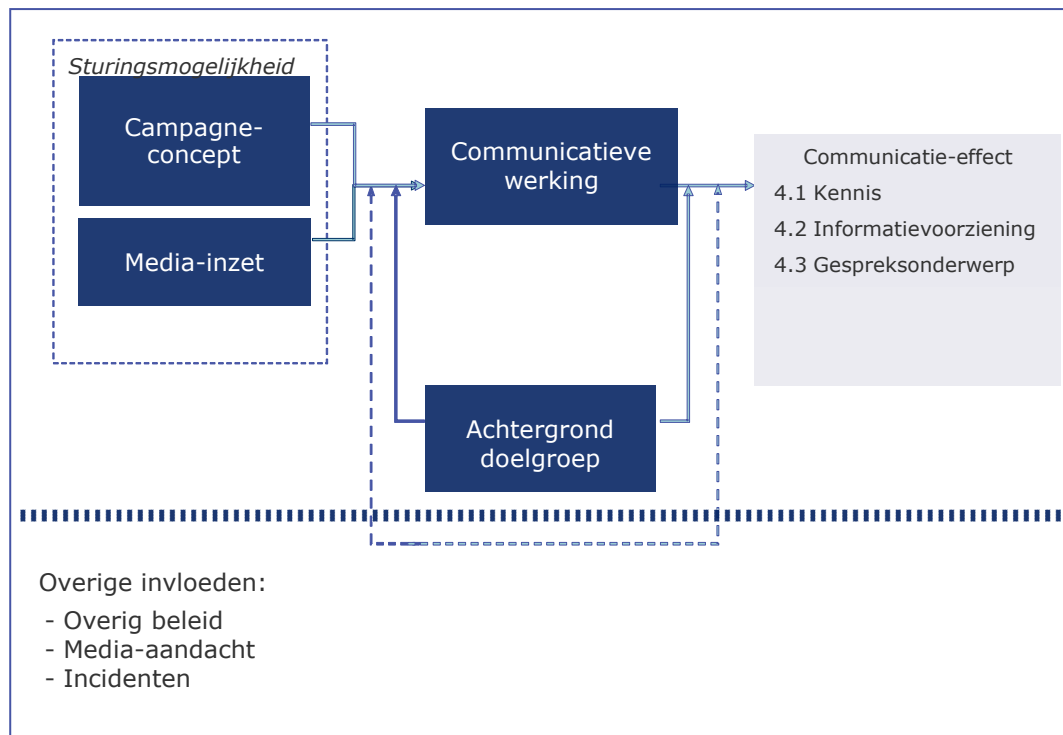 Sturingsmogelijkheid
Campagne-
concept
Media-inzet
Communicatieve
werking
Achtergrond
doelgroep
Communicatie-effect
4.1 Kennis
4.2 Informatievoorziening
4.3 Gespreksonderwerp
Overige invloeden:
- Overig beleid
- Media-aandacht
- Incidenten